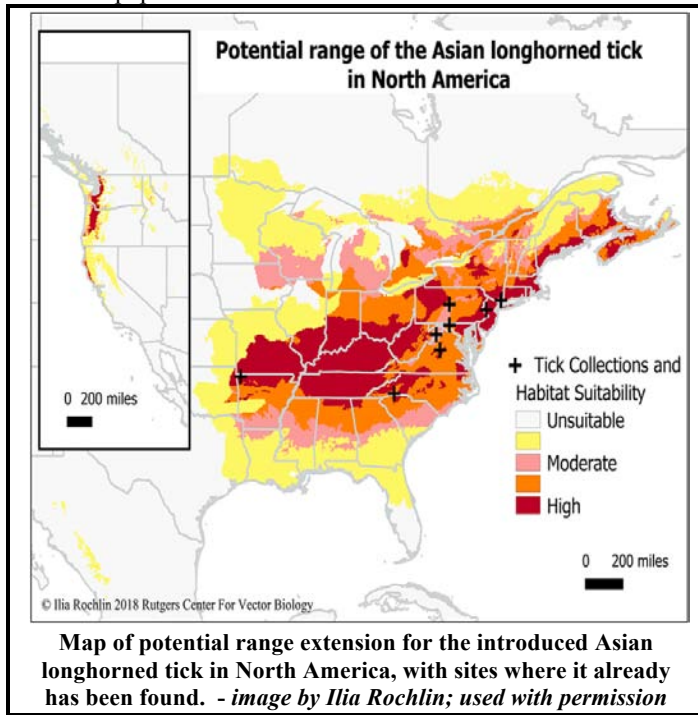 Potential range of the Asian longhorned tick
in North America
0 200 miles
+ Tick Collections and
Habitat Suitability
Unsuitable
Moderate
High
0 200 miles
© Ilia Rochlin 2018 Rutgers Center For Vector Biology
Map of potential range extension for the introduced Asian
longhorned tick in North America, with sites where it already
has been found. - image by Ilia Rochlin; used with permission